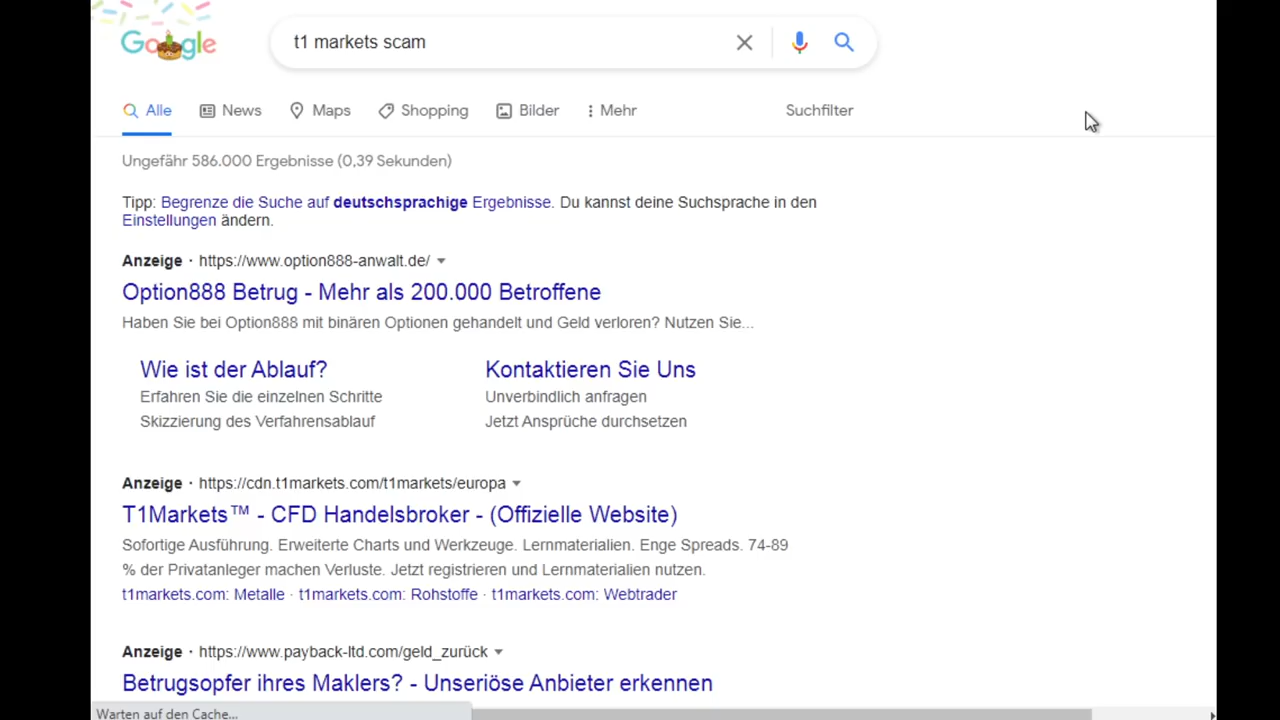 Google
t1 markets scam
Alle News Maps Shopping Bilder Mehr Suchfilter
Ungefähr 586.000 Ergebnisse (0,39 Sekunden)
Tipp: Begrenze die Suche auf deutschsprachige Ergebnisse. Du kannst deine Suchsprache in den
Einstellungen ändern.
Anzeige · https://www.option888-anwalt.de/
Option888 Betrug - Mehr als 200.000 Betroffene
Haben Sie bei Option888 mit binären Optionen gehandelt und Geld verloren? Nutzen Sie...
Wie ist der Ablauf? Kontaktieren Sie Uns
Erfahren Sie die einzelnen Schritte Unverbindlich anfragen
Skizzierung des Verfahrensablauf Jetzt Ansprüche durchsetzen
Anzeige · https://cdn.t1markets.com/t1markets/europa
T1Markets™ - CFD Handelsbroker - (Offizielle Website)
Sofortige Ausführung. Erweiterte Charts und Werkzeuge. Lernmaterialien. Enge Spreads. 74-89
% der Privatanleger machen Verluste. Jetzt registrieren und Lernmaterialien nutzen.
t1markets.com: Metalle · t1markets.com: Rohstoffe · t1markets.com: Webtrader
Anzeige · https://www.payback-ltd.com/geld_zurück
Betrugsopfer ihres Maklers? - Unseriöse Anbieter erkennen
Warten auf den Cache...